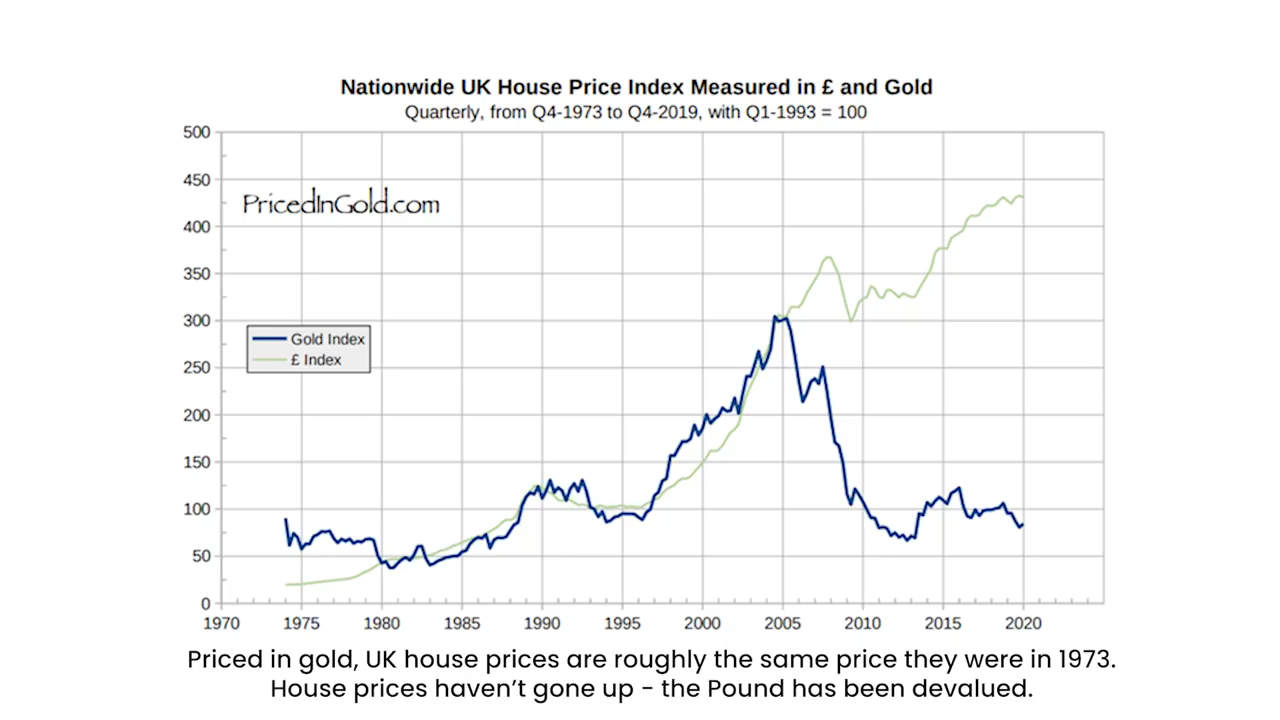 Nationwide UK House Price Index Measured in £ and Gold
Quarterly, from Q4-1973 to Q4-2019, with Q1-1993 = 100
500
450
PricedInGold.com
400
350
300
Gold Index
£ Index
250
200
150
100
50
0
1970 1975 1980 1985 1990 1995 2000 2005 2010 2015 2020
Priced in gold, UK house prices are roughly the same price they were in 1973.
House prices haven’t gone up - the Pound has been devalued.